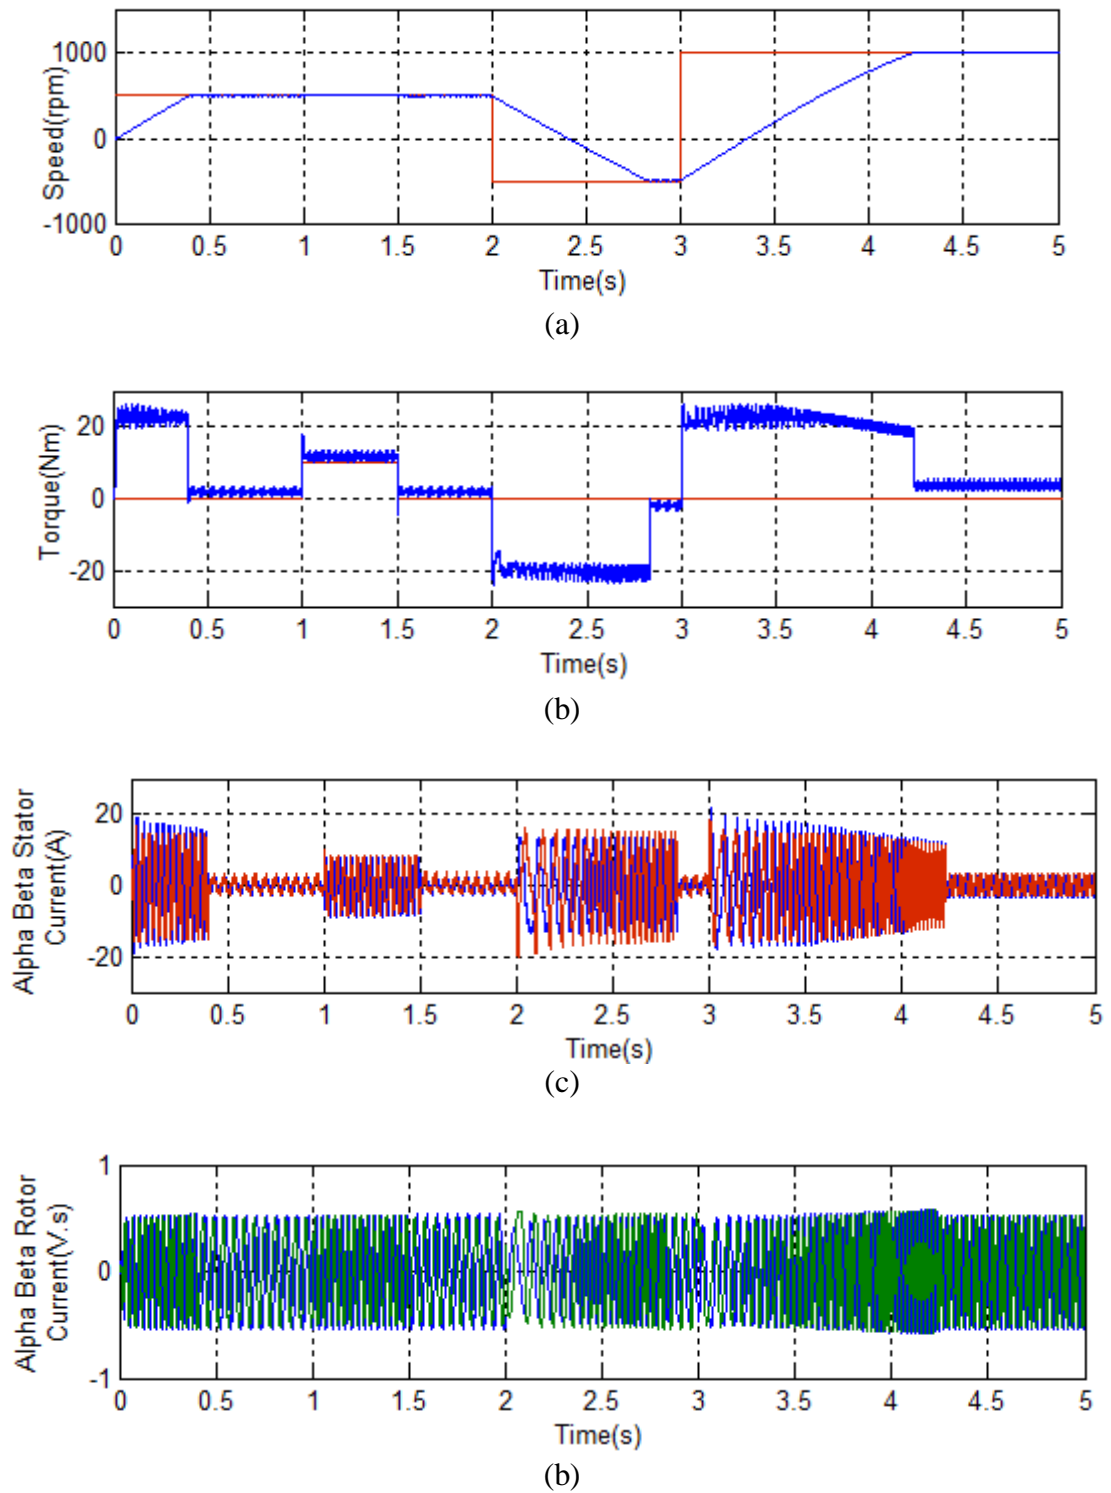 1000
0
-1000
Speed(rpm)
0 0.5 1 1.5 2 2.5 3 3.5 4 4.5 5
Time(s)
(a)
20
0
-20
Torque(Nm)
0 0.5 1 1.5 2 2.5 3 3.5 4 4.5 5
Time(s)
(b)
Alpha Beta Stator
Current(A)
20
0
-20
0 0.5 1 1.5 2 2.5 3 3.5 4 4.5 5
Time(s)
(c)
Alpha Beta Rotor
Current(V.s)
1
0
-1
0 0.5 1 1.5 2 2.5 3 3.5 4 4.5 5
Time(s)
(b)